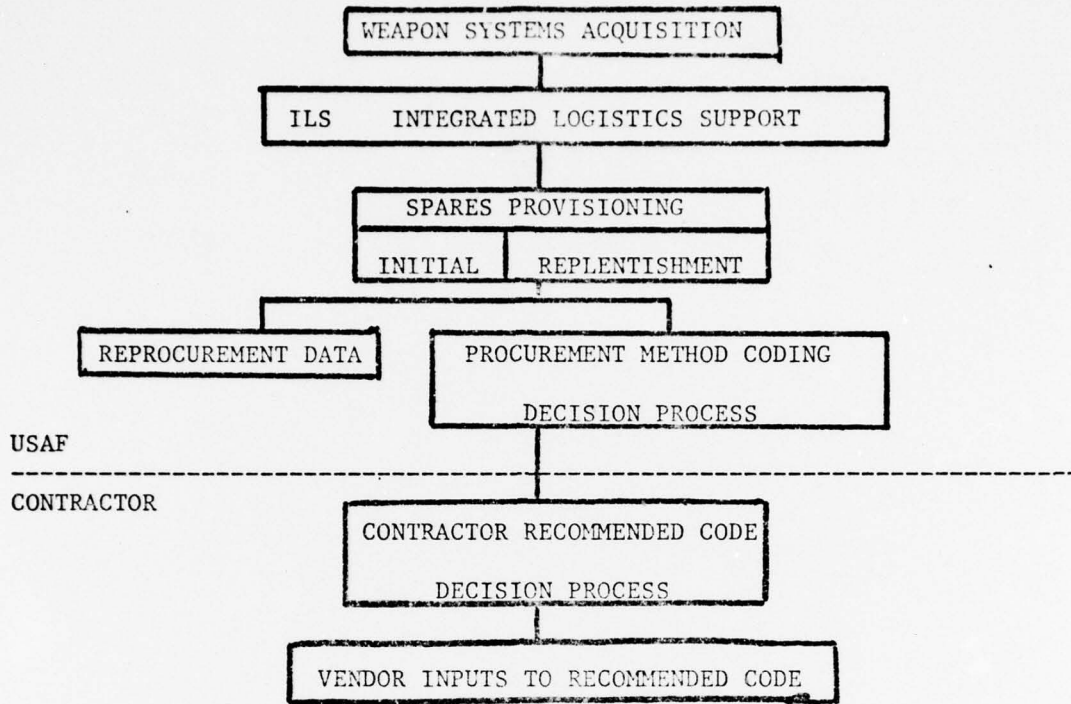 WEAPON SYSTEMS ACQUISITION
ILS INTEGRATED LOGISTICS SUPPORT
SPARES PROVISIONING
INITIAL REPLENTISHMENT
REPROCUREMENT DATA
PROCUREMENT METHOD CODING
DECISION PROCESS
USAF
CONTRACTOR
CONTRACTOR RECOMMENDED CODE
DECISION PROCESS
VENDOR INPUTS TO RECOMMENDED CODE